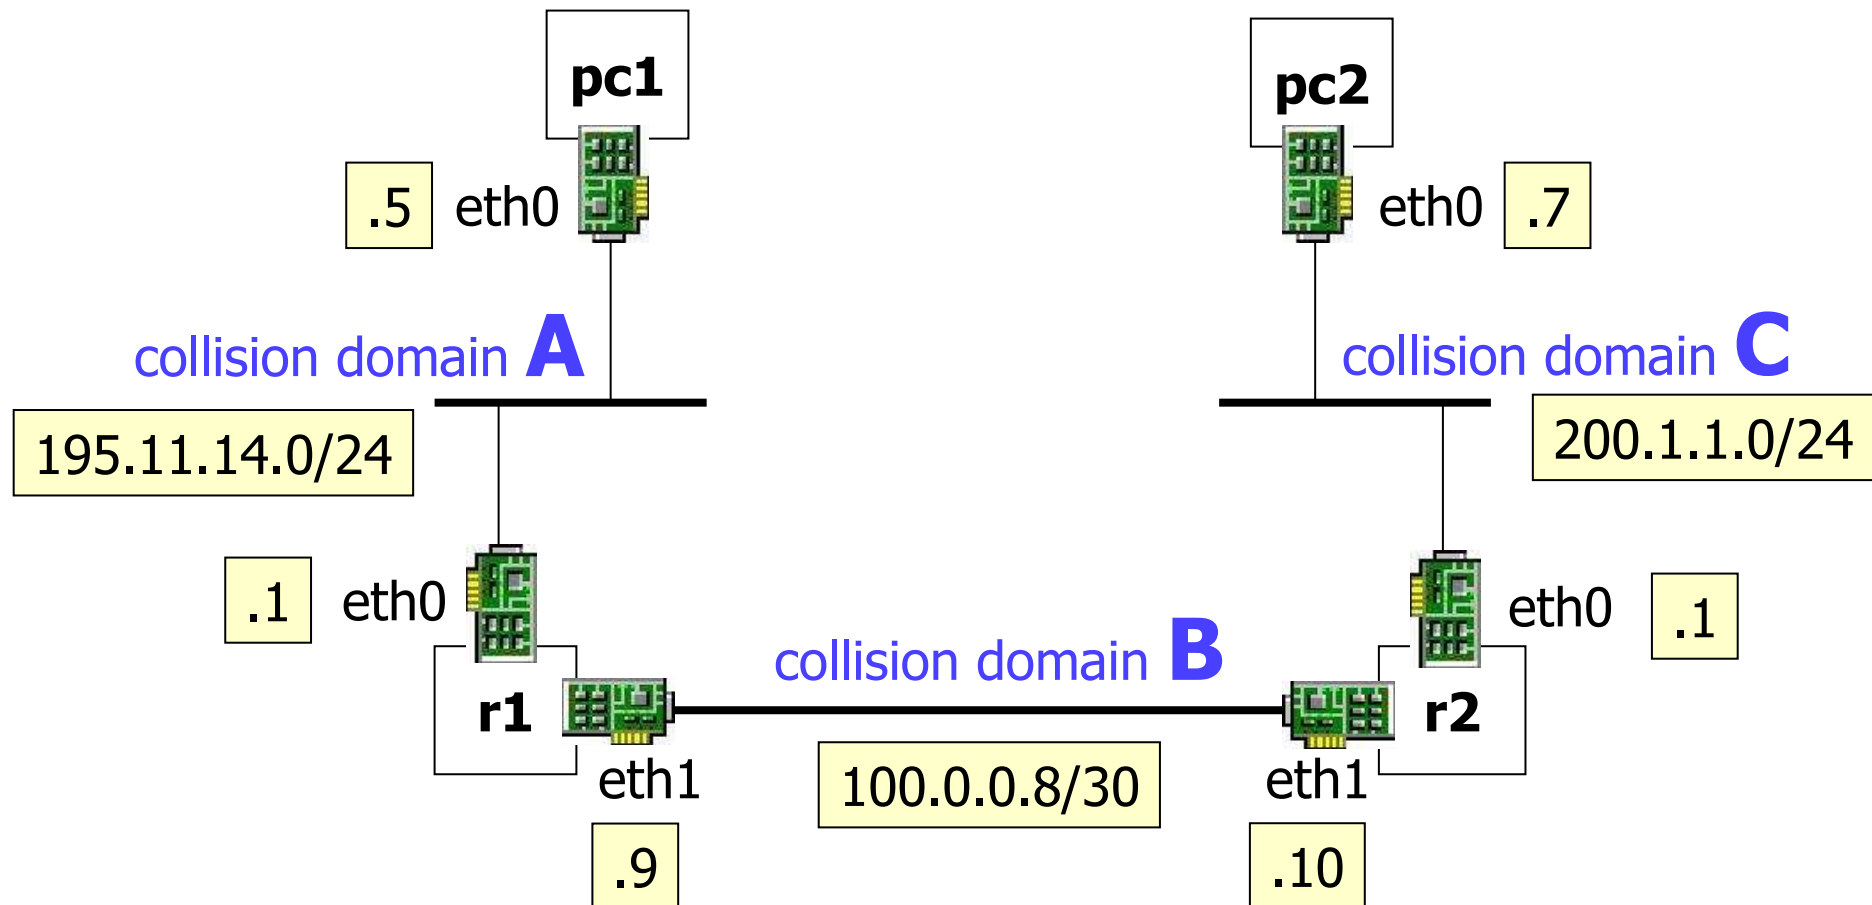 pc1
pc2
.5
eth0
eth0
.7
collision domain A
collision domain C
195.11.14.0/24
200.1.1.0/24
.1
eth0
eth0
.1
collision domain B
r1
r2
eth1
100.0.0.8/30
eth1
.9
.10